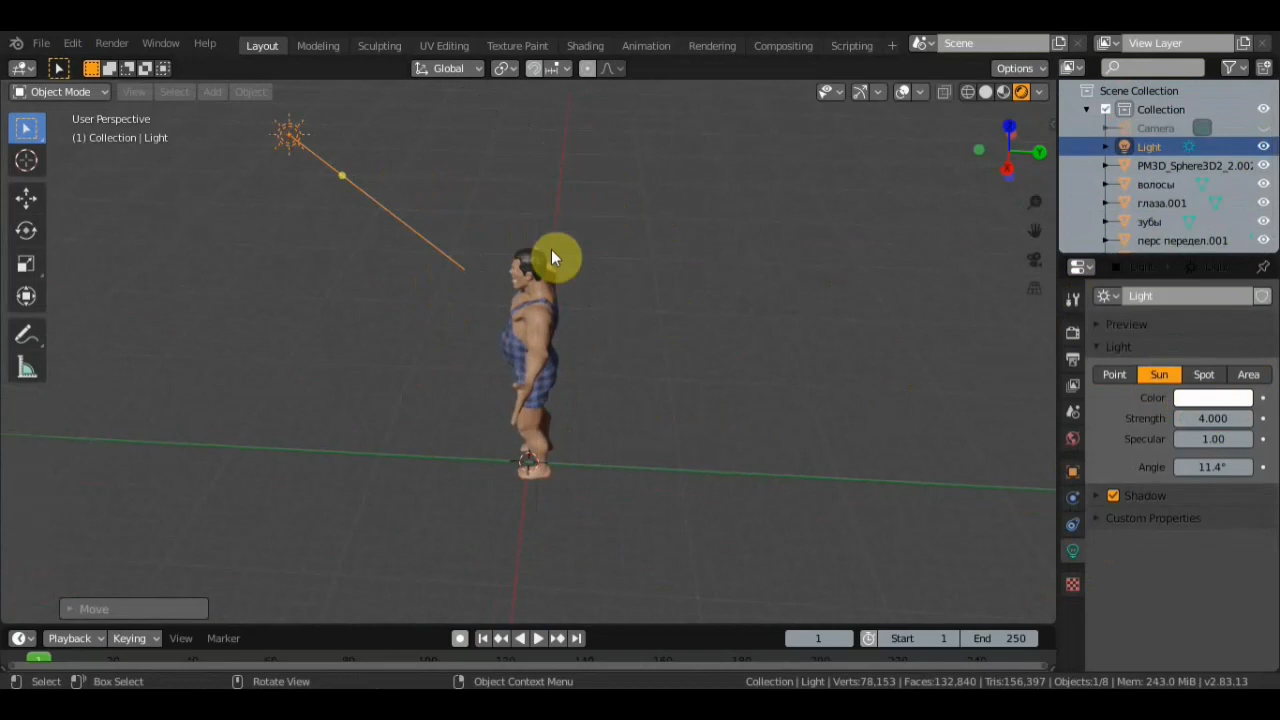 File Edit Render Window Help Layout Modeling Sculpting UV Editing Texture Paint Shading Animation Rendering Compositing Scripting + Scene View Layer
Global Options
Object Mode View Select Add Object
User Perspective
(1) Collection | Light
X
Y
Scene Collection
Collection
Camera
Light
PM3D_Sphere3D2_2.002
волосы
глаза.001
зубы
перс передел.001
Light
Preview
Light
Point Sun Spot Area
Color
Strength 4.000
Specular 1.00
Angle 11.4°
Shadow
Custom Properties
Move
Playback Keying View Marker 1 Start 1 End 250
1
Select Box Select Rotate View Object Context Menu Collection | Light | Verts:78,153 | Faces:132,840 | Tris:156,397 | Objects:1/8 | Mem: 243.0 MiB | v2.83.13